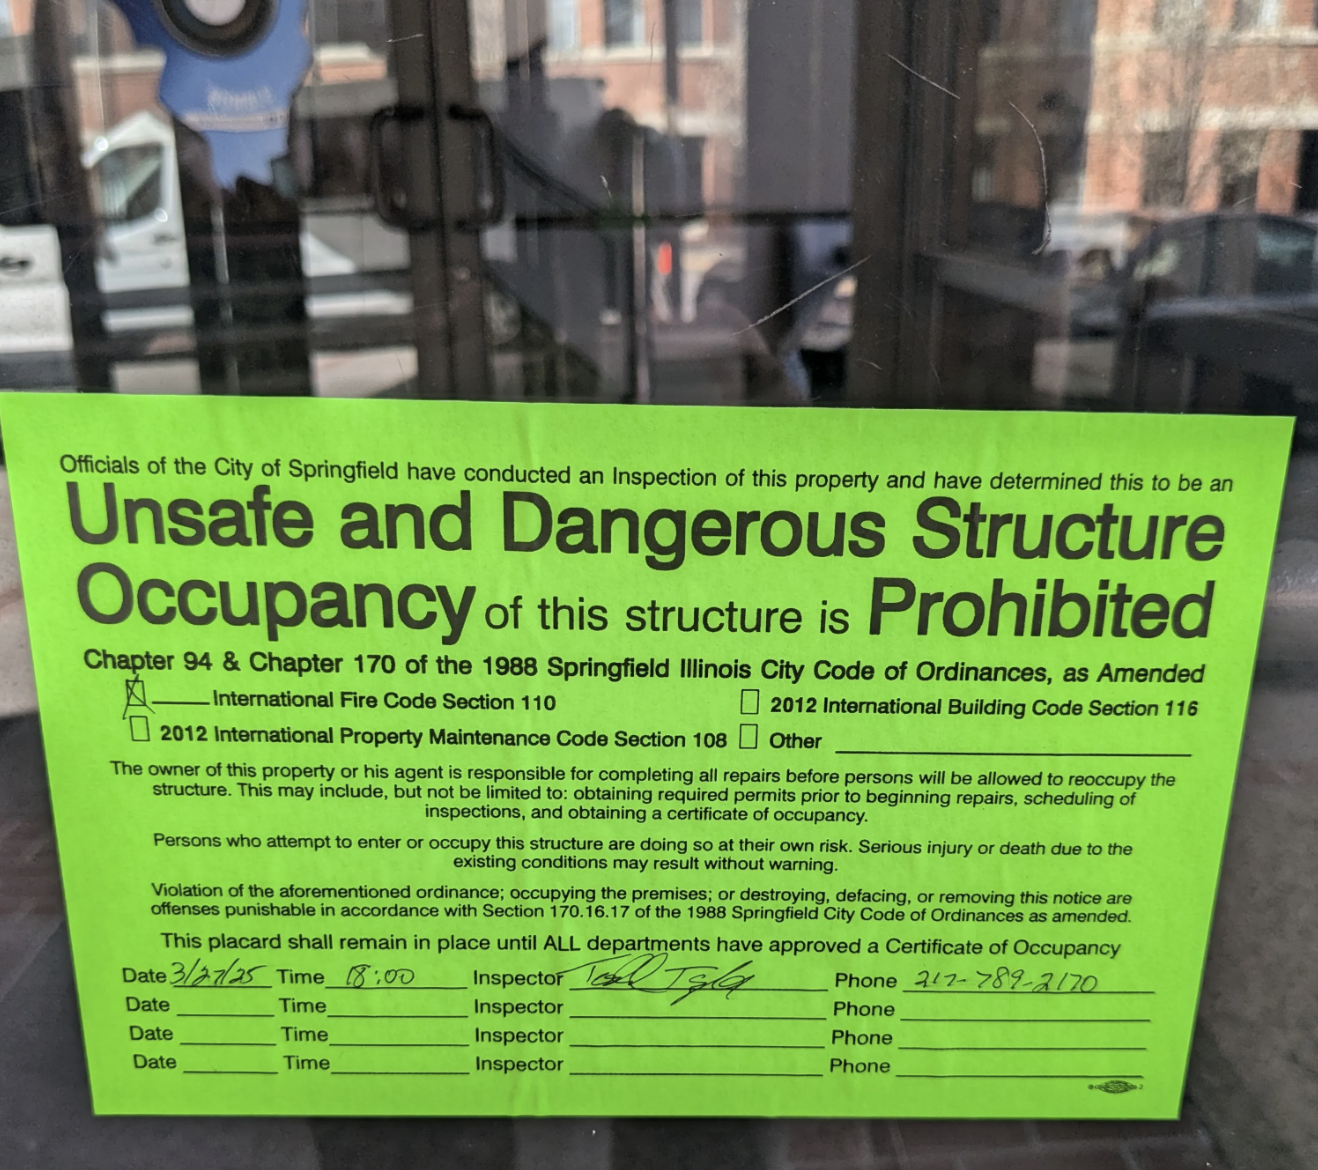 Officials of the City of Springfield have conducted an Inspection of this property and have determined this to be an
Unsafe and Dangerous Structure
Occupancy of this structure is Prohibited
Chapter 94 & Chapter 170 of the 1988 Springfield Illinois City Code of Ordinances, as Amended
International Fire Code Section 110
2012 International Building Code Section 116
2012 International Property Maintenance Code Section 108
Other
The owner of this property or his agent is responsible for completing all repairs before persons will be allowed to reoccupy the
structure. This may include, but not be limited to: obtaining required permits prior to beginning repairs, scheduling of
inspections, and obtaining a certificate of occupancy.
Persons who attempt to enter or occupy this structure are doing so at their own risk. Serious injury or death due to the
existing conditions may result without warning.
Violation of the aforementioned ordinance; occupying the premises; or destroying, defacing, or removing this notice are
offenses punishable in accordance with Section 170.16.17 of the 1988 Springfield City Code of Ordinances as amended.
This placard shall remain in place until ALL departments have approved a Certificate of Occupancy
Date 3/27/25 Time 18:00 Inspector Phone 217-789-2170
Date Time Inspector Phone
Date Time Inspector Phone
Date Time Inspector Phone